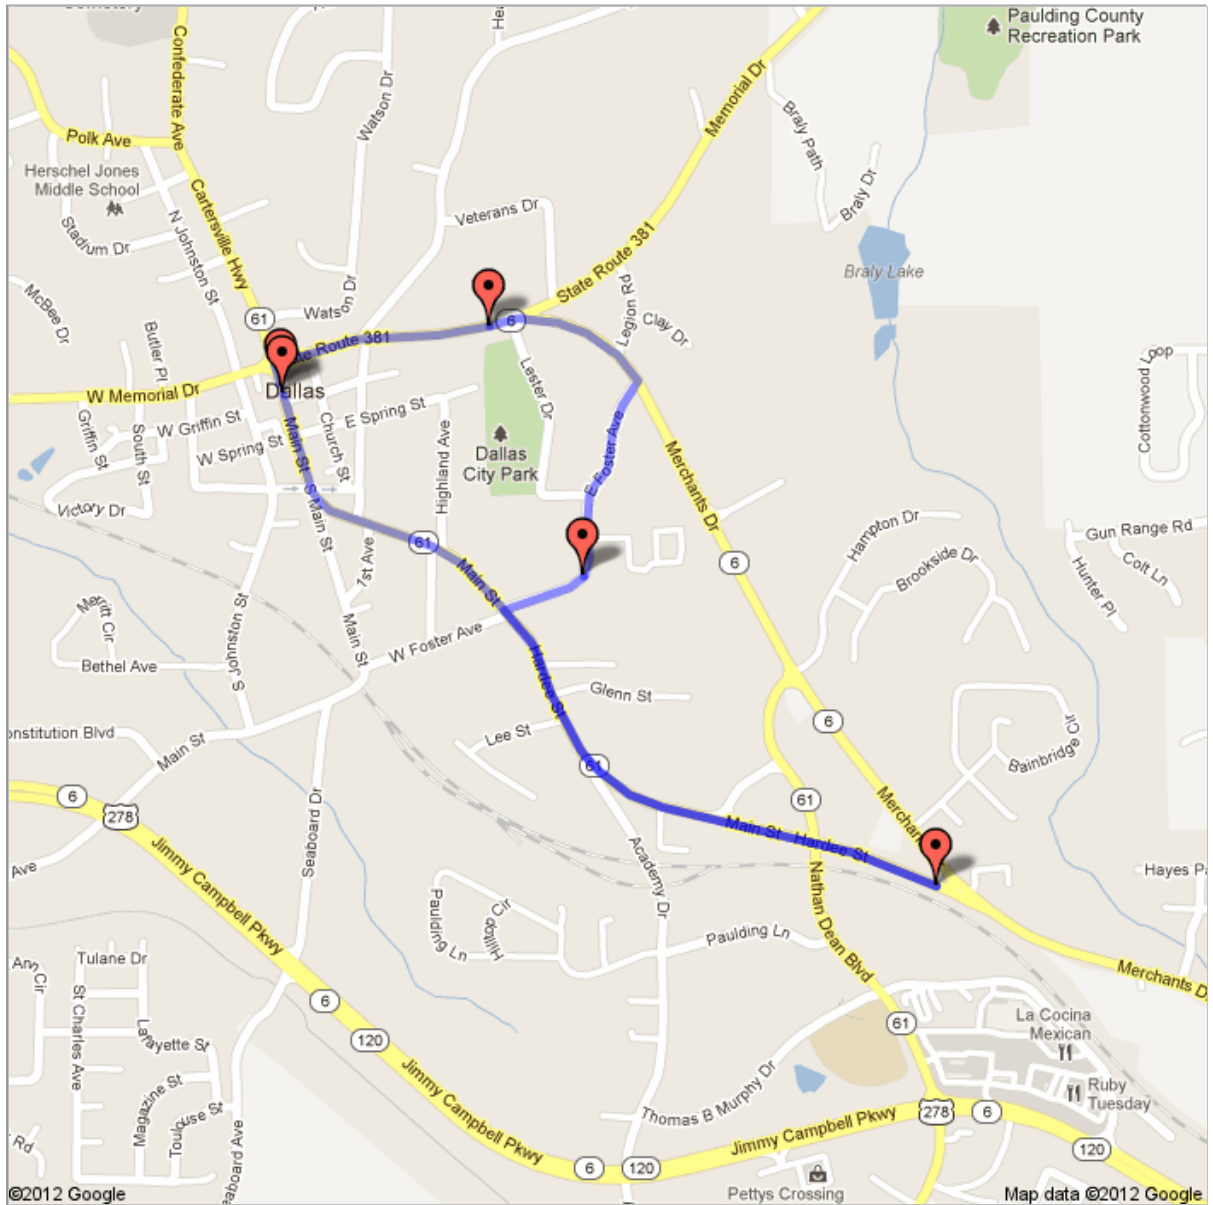 Cemetery
Paulding County
Recreation Park
Confederate Ave
Watson Dr
Memorial Dr
Polk Ave
Braly Path
Herschel Jones
Middle School
Braly Dr
Cartersville Hwy
Veterans Dr
N Johnston St
Stadium Dr
State Route 381
Braly Lake
McBee Dr
Watson Dr
61
6
Legion Rd
Clay Dr
Butler Pl
State Route 381
Lester Dr
Cottonwood Loop
W Memorial Dr
Dallas
Griffin St
W Griffin St
E Spring St
South St
W Spring St
Main St
Church St
Highland Ave
Dallas
City Park
E Foster Ave
Merchants Dr
Victory Dr
S Main St
61
1st Ave
Hampton Dr
Gun Range Rd
6
Brookside Dr
Colt Ln
Hunter Pl
Main St
Merritt Cir
Main St
W Foster Ave
Bethel Ave
S Johnston St
Hardee St
Glenn St
6
Bainbridge Cir
onstitution Blvd
Main St
Lee St
61
6
278
61
Merchan
Seaboard Dr
Main St
Hardee St
Academy Dr
Ave
Jimmy Campbell Pkwy
Hayes Pa
Nathan Dean Blvd
Paulding Ln
Hilltop Cir
Paulding Ln
Tulane Dr
Ann Cir
Merchants D
St Charles Ave
6
120
61
La Cocina
Mexican
Lafayette St
Magazine St
Toulouse St
Jimmy Campbell Pkwy
Thomas B Murphy Dr
Ruby
Tuesday
278
6
Jimmy Campbell Pkwy
120
Rd
6
120
Seaboard Ave
Pettys Crossing
©2012 Google
Map data ©2012 Google